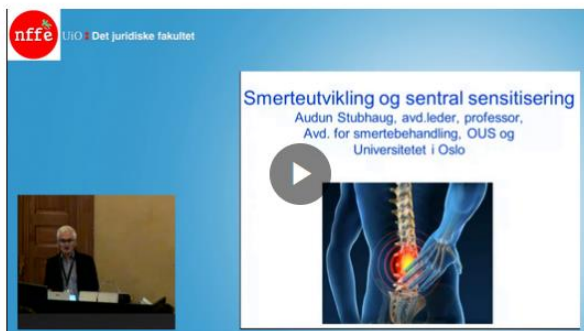 nffe
UiO : Det juridiske fakultet
Smerteutvikling og sentral sensitisering
Audun Stubhaug, avd.leder, professor,
Avd. for smertebehandling, OUS og
Universitetet i Oslo